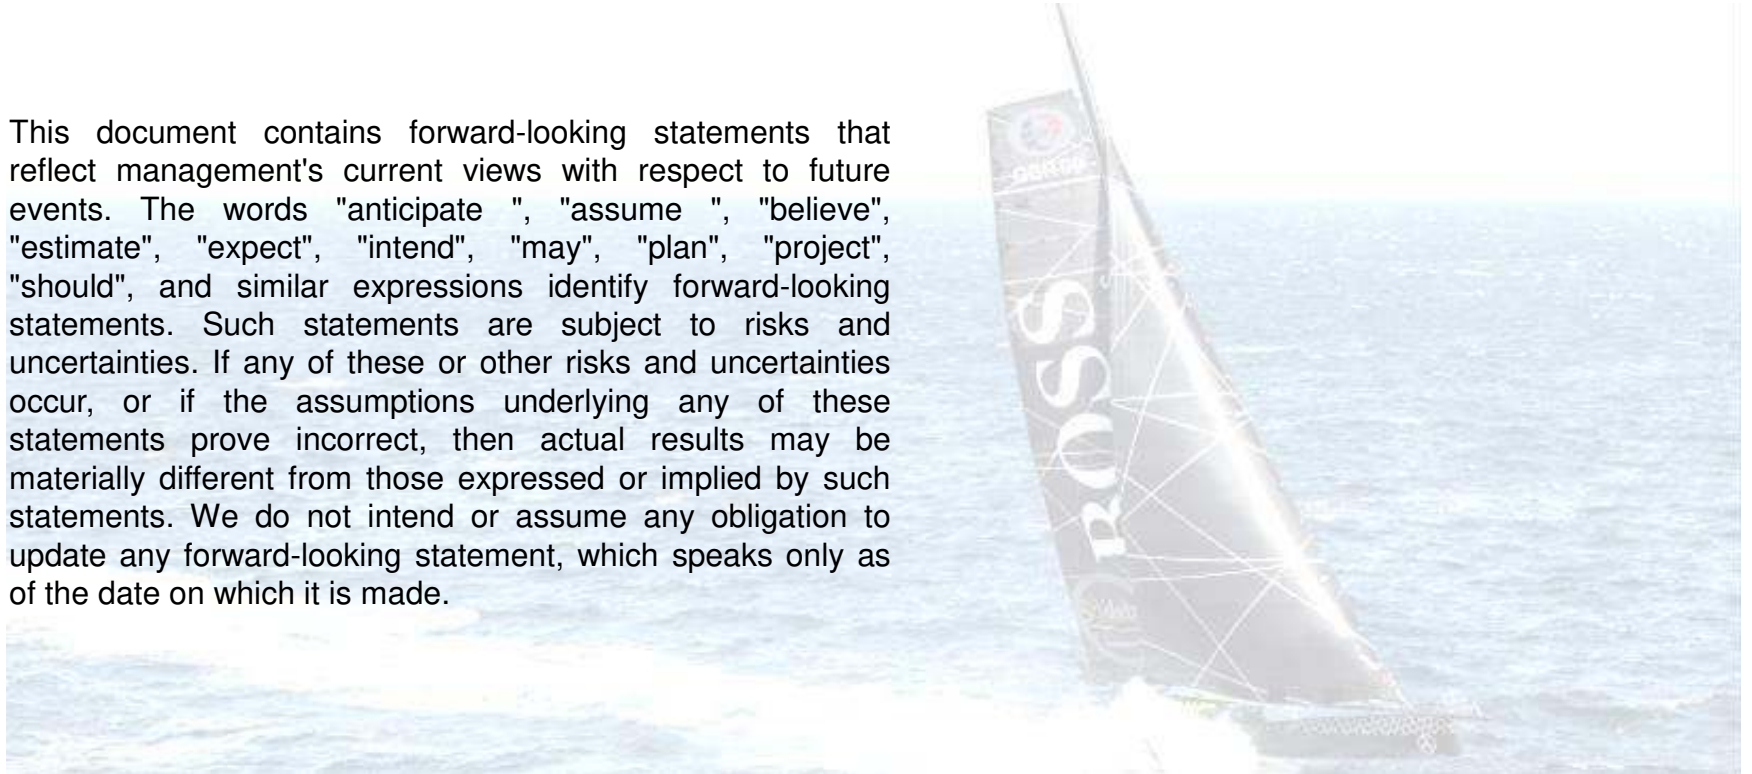 This document contains forward-looking statements that
reflect management's current views with respect to future
events. The words "anticipate ", "assume ", "believe",
"estimate", "expect", "intend", "may", "plan", "project",
"should", and similar expressions identify forward-looking
statements. Such statements are subject to risks and
uncertainties. If any of these or other risks and uncertainties
occur, or if the assumptions underlying any of these
statements prove incorrect, then actual results may be
materially different from those expressed or implied by such
statements. We do not intend or assume any obligation to
update any forward-looking statement, which speaks only as
of the date on which it is made.
OSS